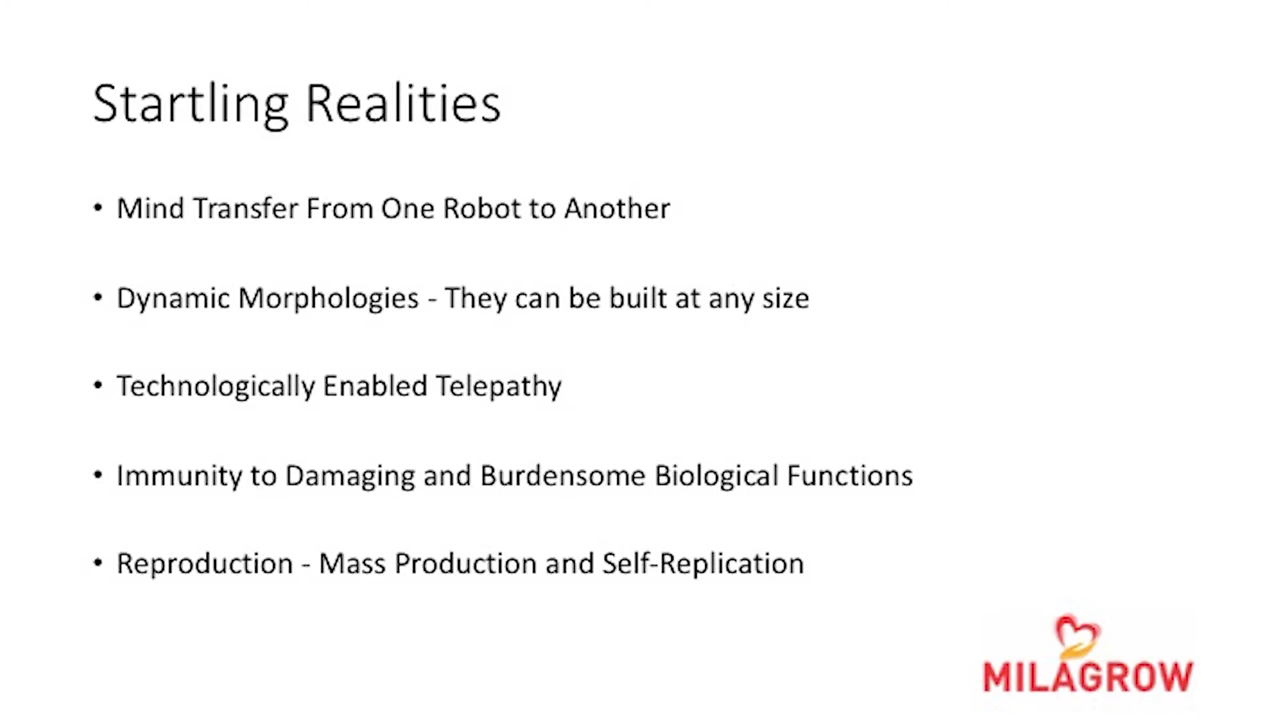 Startling Realities
• Mind Transfer From One Robot to Another
• Dynamic Morphologies - They can be built at any size
• Technologically Enabled Telepathy
• Immunity to Damaging and Burdensome Biological Functions
• Reproduction - Mass Production and Self-Replication
MILAGROW